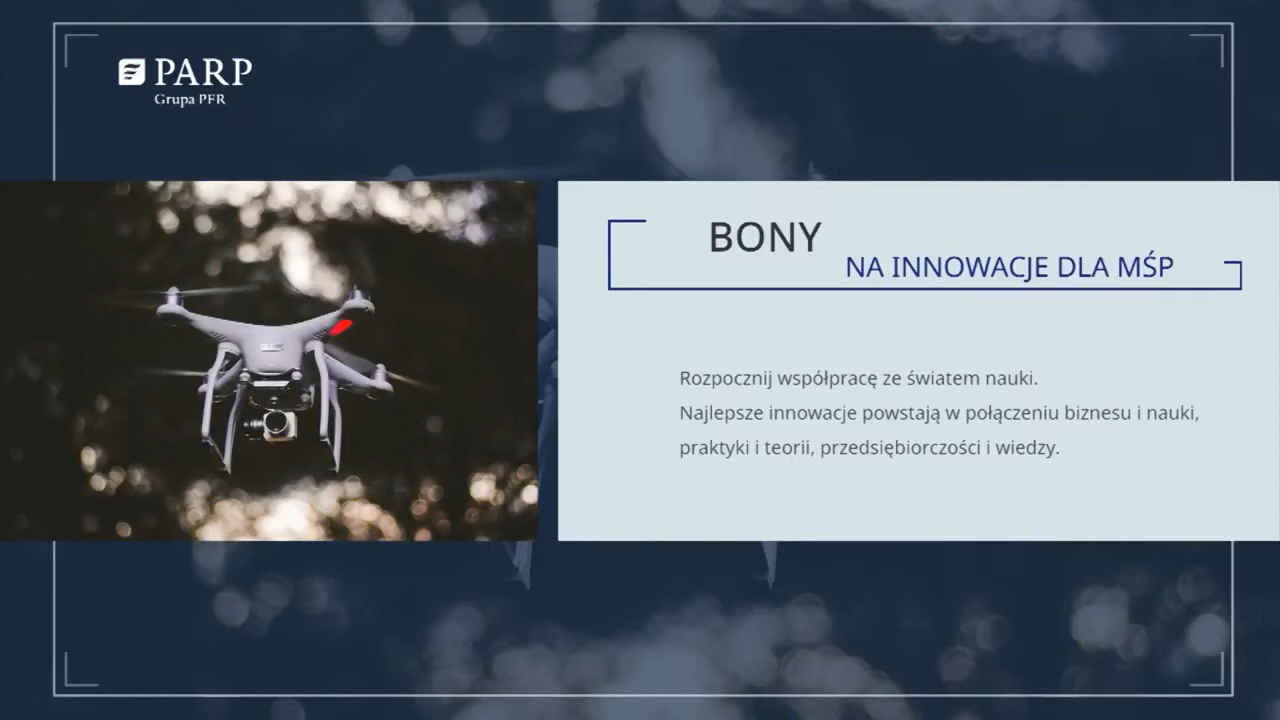 PARP
Grupa PFR
BONY
NA INNOWACJE DLA MŚP
Rozpocznij współpracę ze światem nauki.
Najlepsze innowacje powstają w połączeniu biznesu i nauki,
praktyki i teorii, przedsiębiorczości i wiedzy.